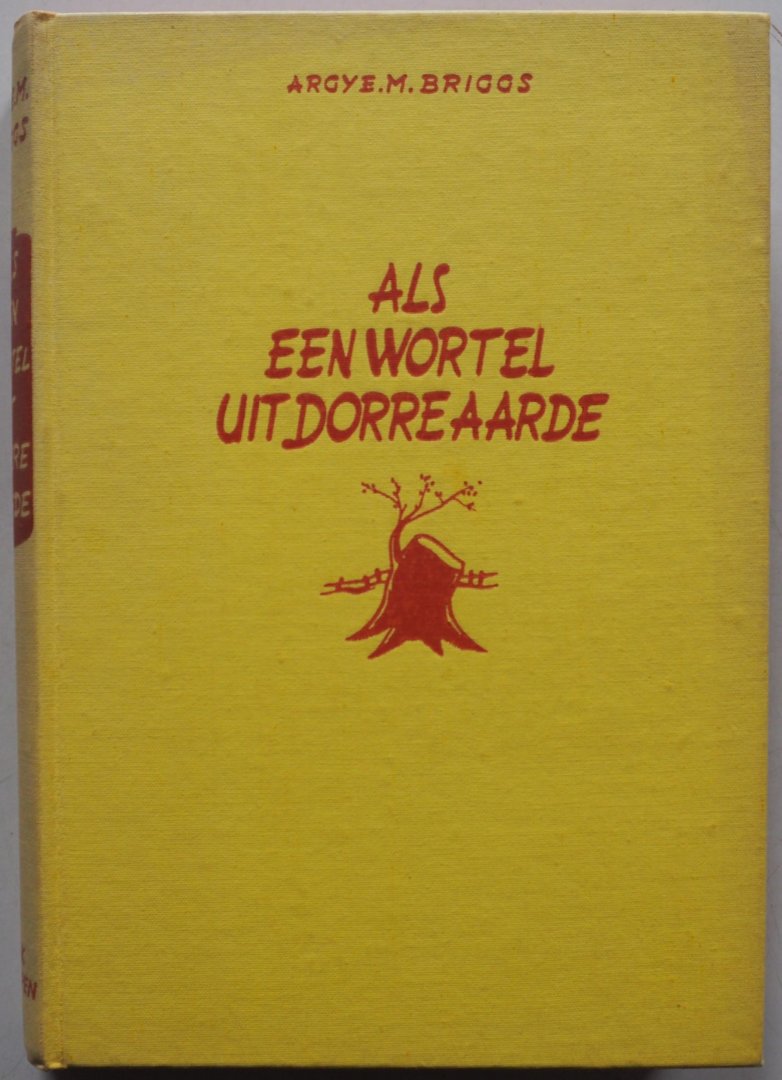 ARGYE.M.BRIGGS
ALS
EEN WORTEL
UIT DORRE AARDE